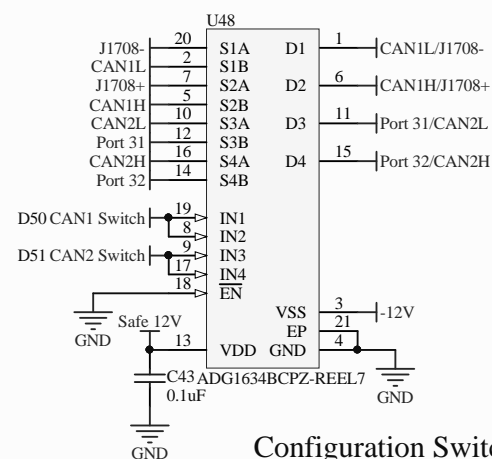 U48
J1708- 20 S1A D1 1 CAN1L/J1708-
CAN1L 2 S1B
J1708+ 7 S2A D2 6 CAN1H/J1708+
CAN1H 5 S2B
CAN2L 10 S3A D3 11 Port 31/CAN2L
Port 31 12 S3B
CAN2H 16 S4A D4 15 Port 32/CAN2H
Port 32 14 S4B
D50 CAN1 Switch 19 IN1
8 IN2
D51 CAN2 Switch 9 IN3
17 IN4
18 EN
VSS 3 -12V
GND Safe 12V EP 21
13 VDD GND 4
C43 ADG1634BCPZ-REEL7
0.1uF GND
GND Configuration Switc